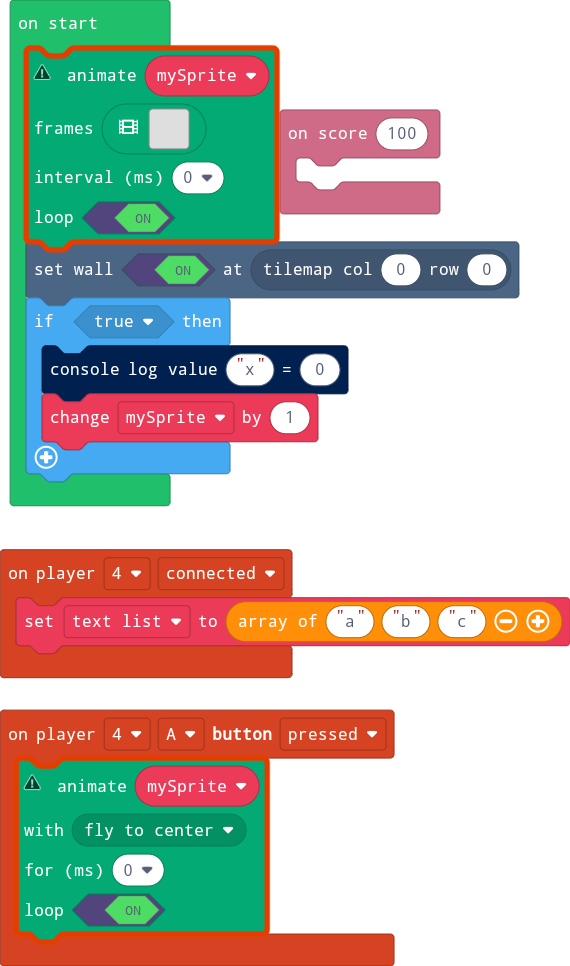 on start
animate mySprite
frames
interval (ms) 0
loop ON
on score 100
set wall ON at tilemap col 0 row 0
if true then
console log value "x" = 0
change mySprite by 1
on player 4 connected
set text list to array of "a" "b" "c"
on player 4 A button pressed
animate mySprite
with fly to center
for (ms) 0
loop ON